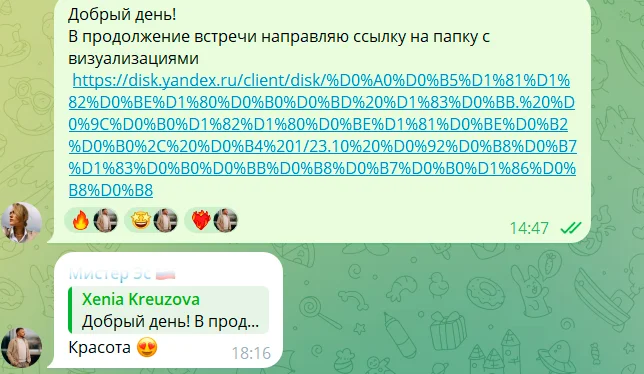 Добрый день!
В продолжение встречи направляю ссылку на папку с
визуализациями
https://disk.yandex.ru/client/disk/%D0%A0%D0%B5%D1%81%D1%
82%D0%BE%D1%80%D0%B0%D0%BD%20%D1%83%D0%BB.%20%D
0%9C%D0%B0%D1%82%D1%80%D0%BE%D1%81%D0%BE%D0%B2
%D0%B0%2C%20%D0%B4%201/23.10%20%D0%92%D0%B8%D0%B7
%D1%83%D0%B0%D0%BB%D0%B8%D0%B7%D0%B0%D1%86%D0%
B8%D0%B8
14:47
Мистер Эс
Xenia Kreuzova
Добрый день! В прод...
Красота 😍
18:16